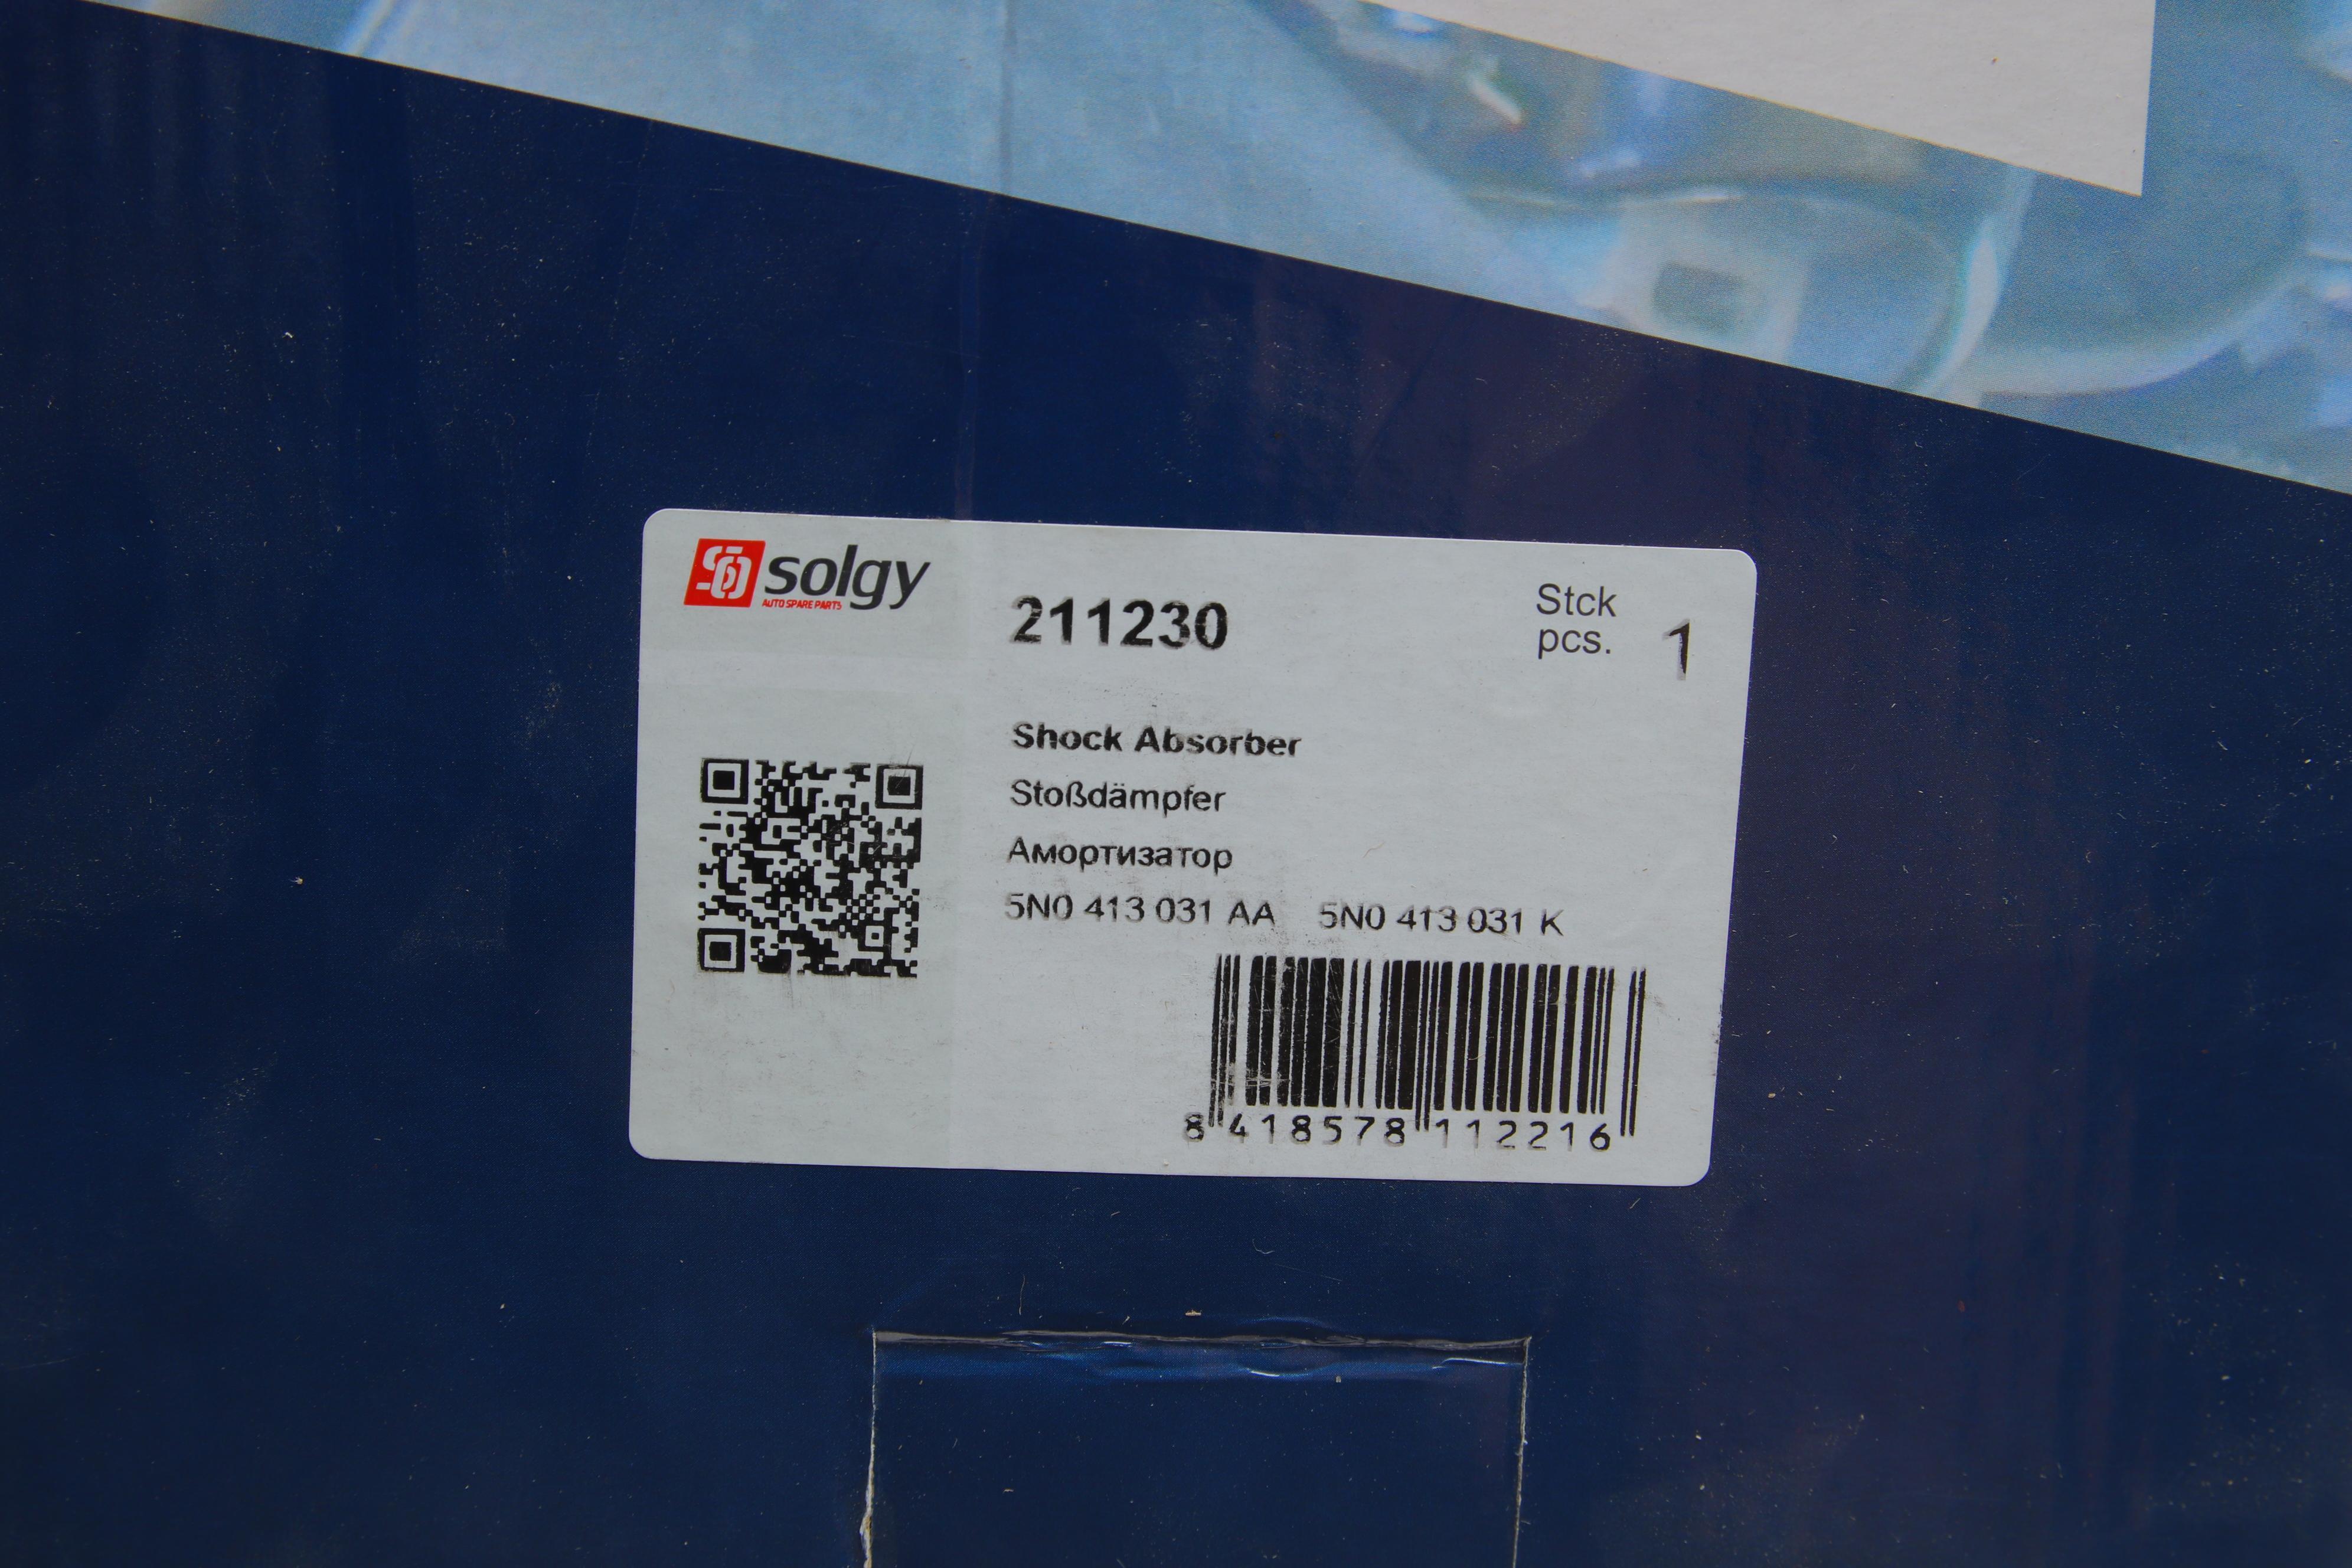 solgy
AUTO SPARE PARTS
211230
Stck
pcs.
1
Shock Absorber
Stoßdämpfer
Амортизатор
5N0 413 031 AA 5N0 413 031 K
8 418578 112216